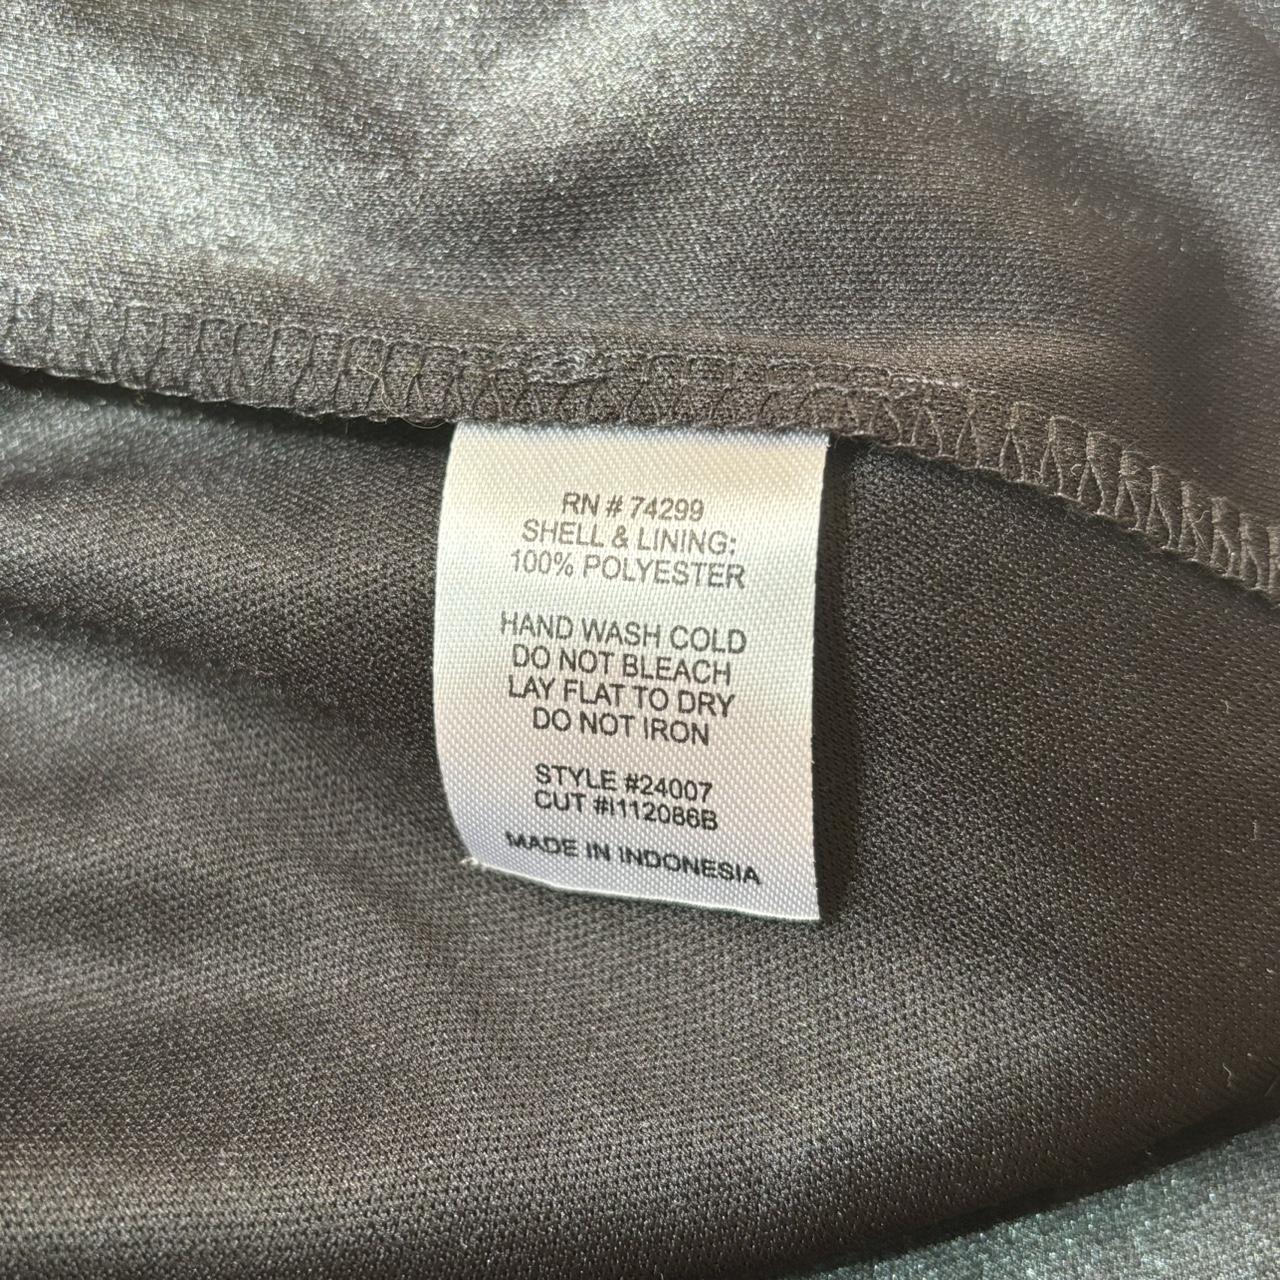 RN # 74299
SHELL & LINING:
100% POLYESTER
HAND WASH COLD
DO NOT BLEACH
LAY FLAT TO DRY
DO NOT IRON
STYLE #24007
CUT #I112086B
MADE IN INDONESIA